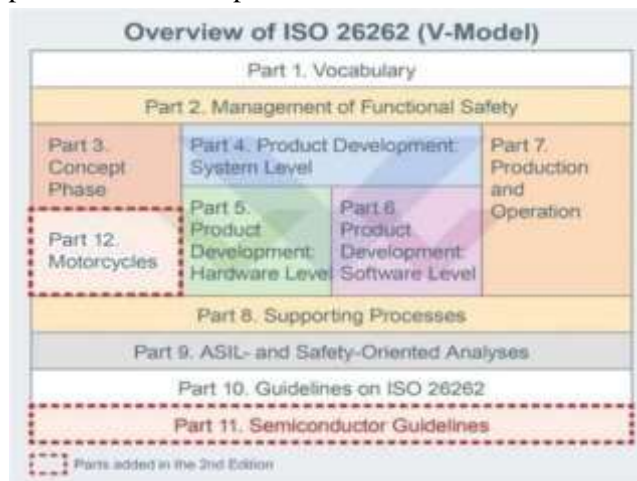 Overview of ISO 26262 (V-Model)
Part 1. Vocabulary
Part 2. Management of Functional Safety
Part 3.
Concept
Phase
Part 12.
Motorcycles
Part 4. Product Development:
System Level
Part 5.
Product
Development:
Hardware Level
Part 6
Product
Development:
Software Level
Part 7.
Production
and
Operation
Part 8. Supporting Processes
Part 9. ASIL- and Safety-Oriented Analyses
Part 10. Guidelines on ISO 26262
Part 11. Semiconductor Guidelines
Parts added in the 2nd Edition